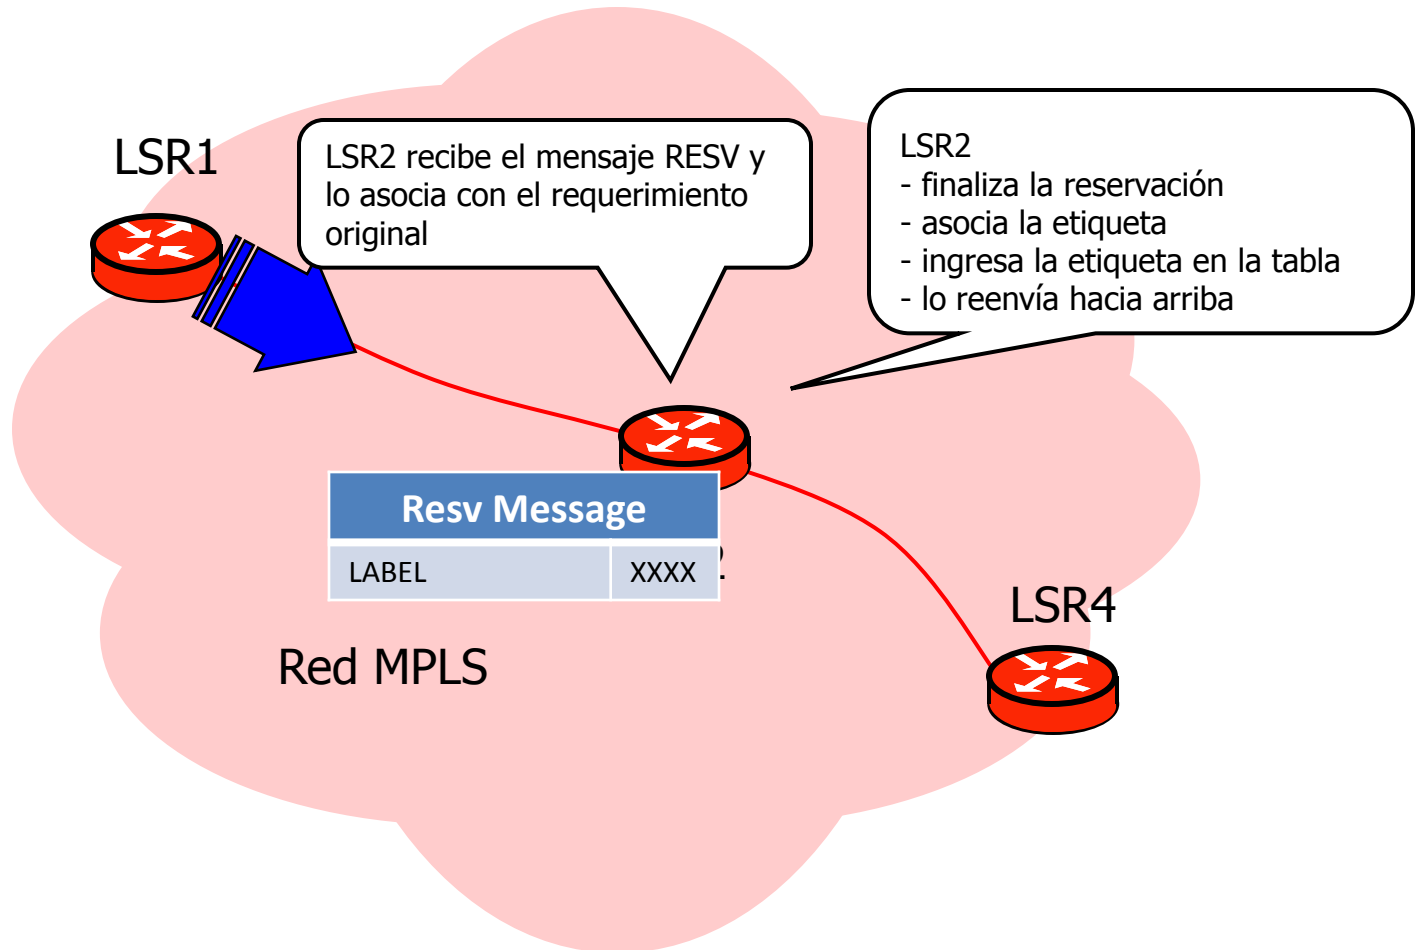 LSR1
LSR2 recibe el mensaje RESV y
lo asocia con el requerimiento
original
LSR2
- finaliza la reservación
- asocia la etiqueta
- ingresa la etiqueta en la tabla
- lo reenvía hacia arriba
Resv Message
LABEL XXXX
LSR4
Red MPLS